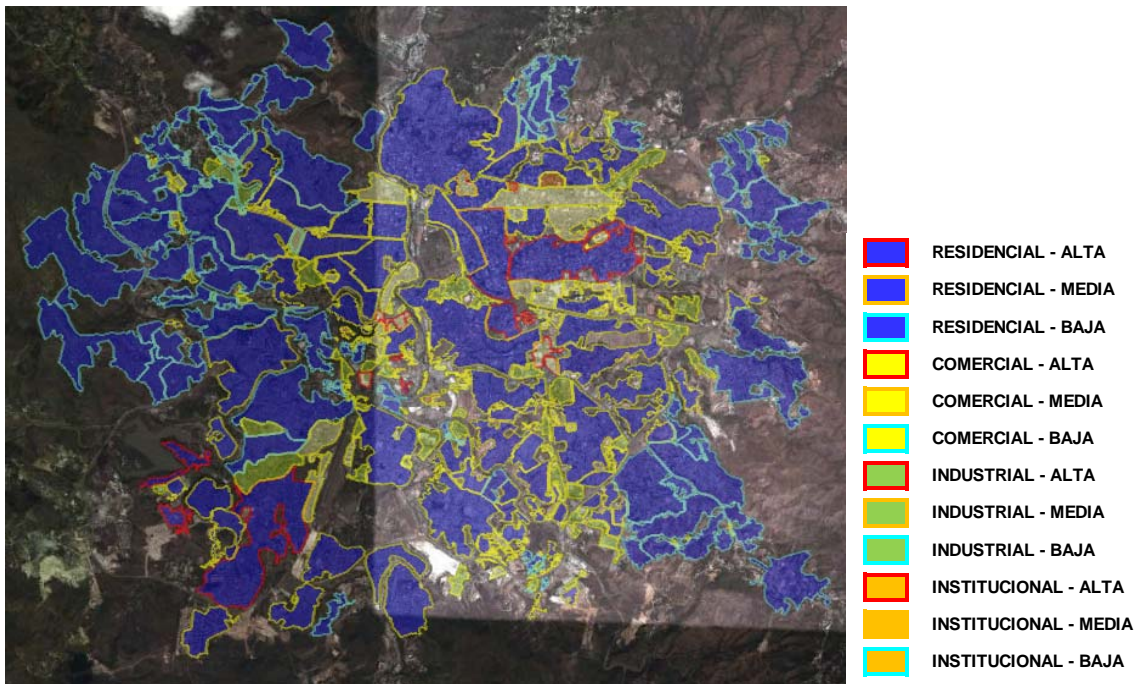 RESIDENCIAL - ALTA
RESIDENCIAL - MEDIA
RESIDENCIAL - BAJA
COMERCIAL - ALTA
COMERCIAL - MEDIA
COMERCIAL - BAJA
INDUSTRIAL - ALTA
INDUSTRIAL - MEDIA
INDUSTRIAL - BAJA
INSTITUCIONAL - ALTA
INSTITUCIONAL - MEDIA
INSTITUCIONAL - BAJA